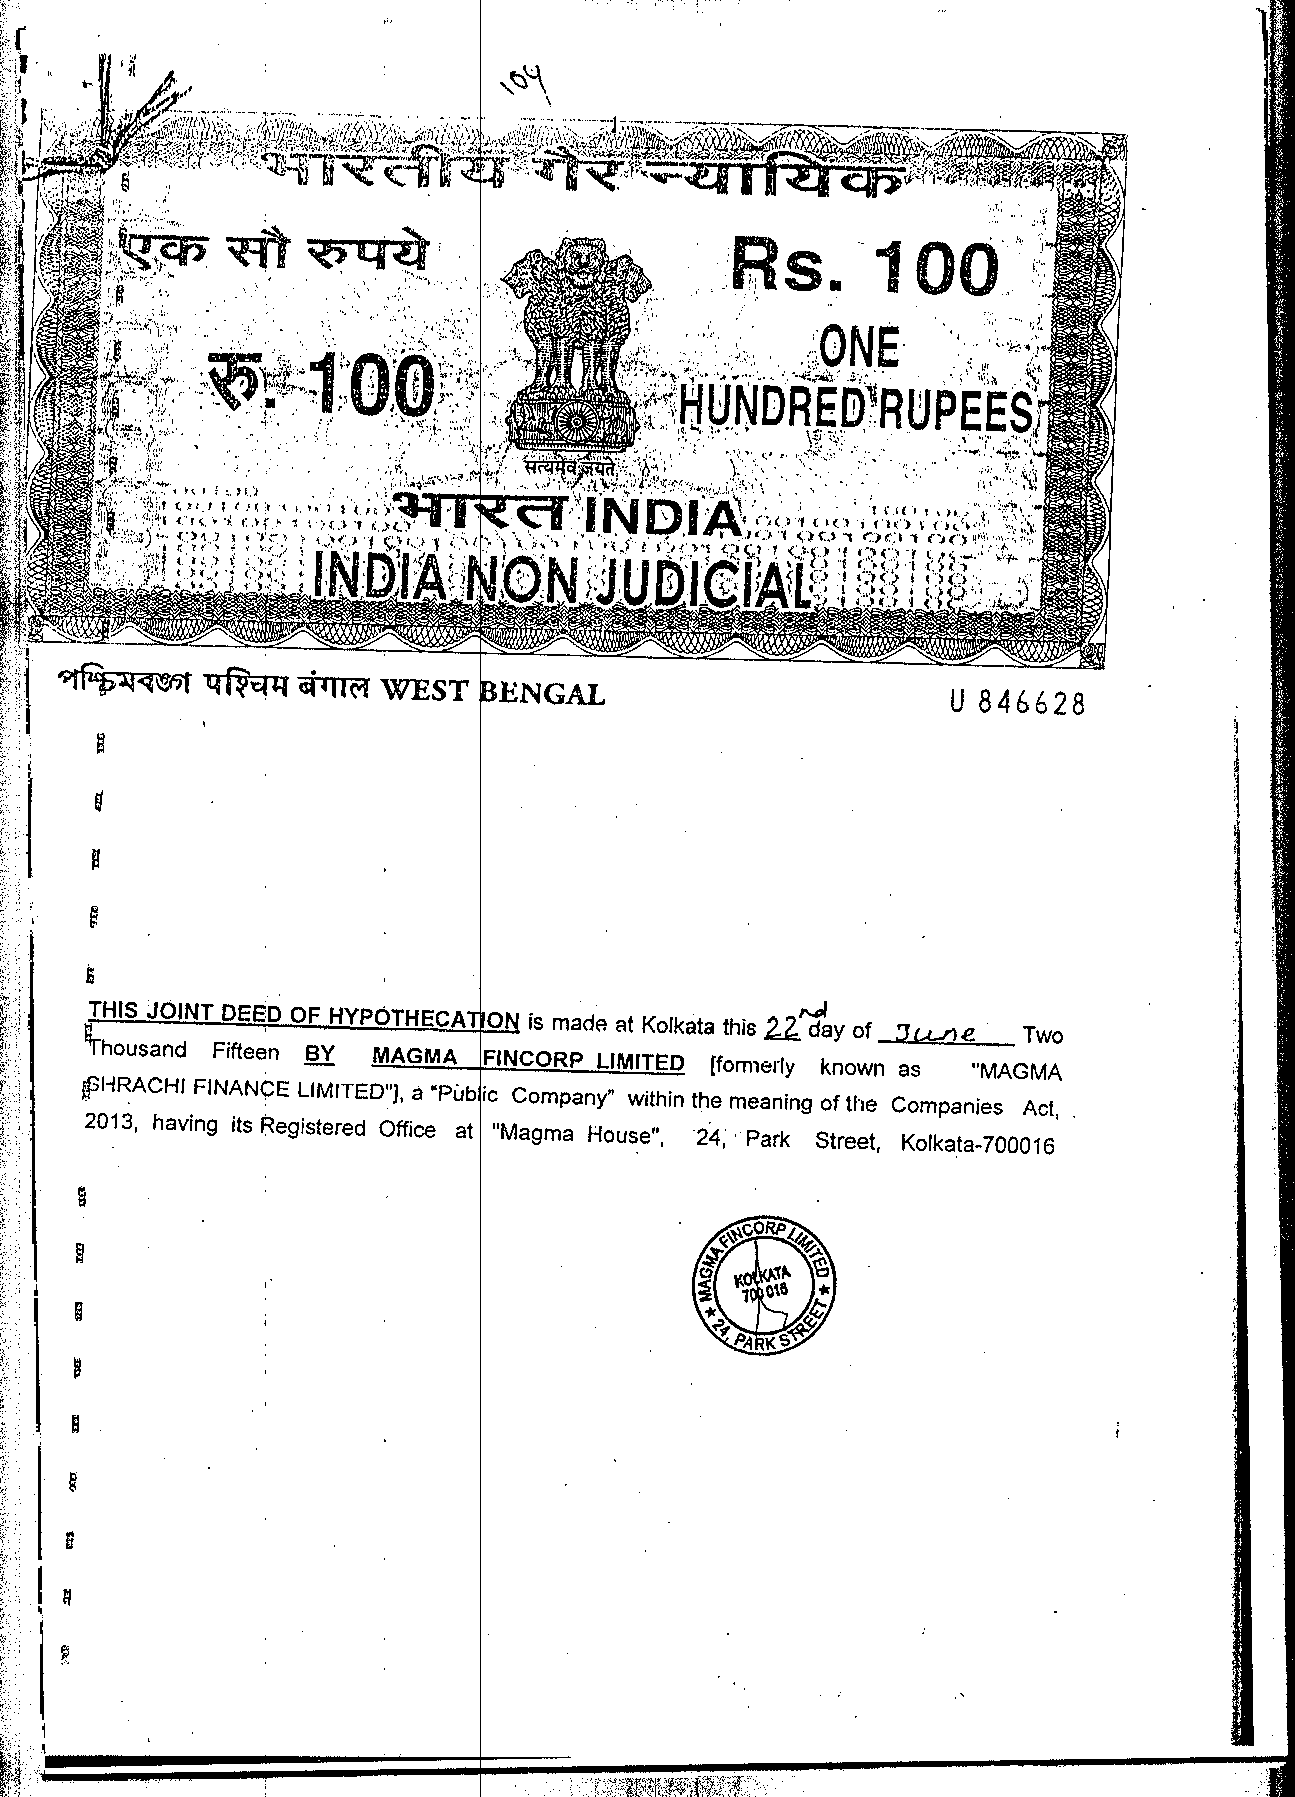 104
भारतीय गैर न्यायिक
एक सौ रुपये
Rs. 100
रु. 100
ONE
HUNDRED RUPEES
सत्यमेव जयते
भारत INDIA
INDIA NON JUDICIAL
পশ্চিমবঙ্গ पश्चिम बंगाल WEST BENGAL
U 846628
THIS JOINT DEED OF HYPOTHECATION is made at Kolkata this 22nd day of June Two
Thousand Fifteen BY MAGMA FINCORP LIMITED [formerly known as "MAGMA
SHRACHI FINANCE LIMITED"], a "Public Company" within the meaning of the Companies Act,
2013, having its Registered Office at "Magma House", 24, Park Street, Kolkata-700016
MAGMA FINCORP LIMITED
KOLKATA
700 016
★ 24, PARK STREET ★